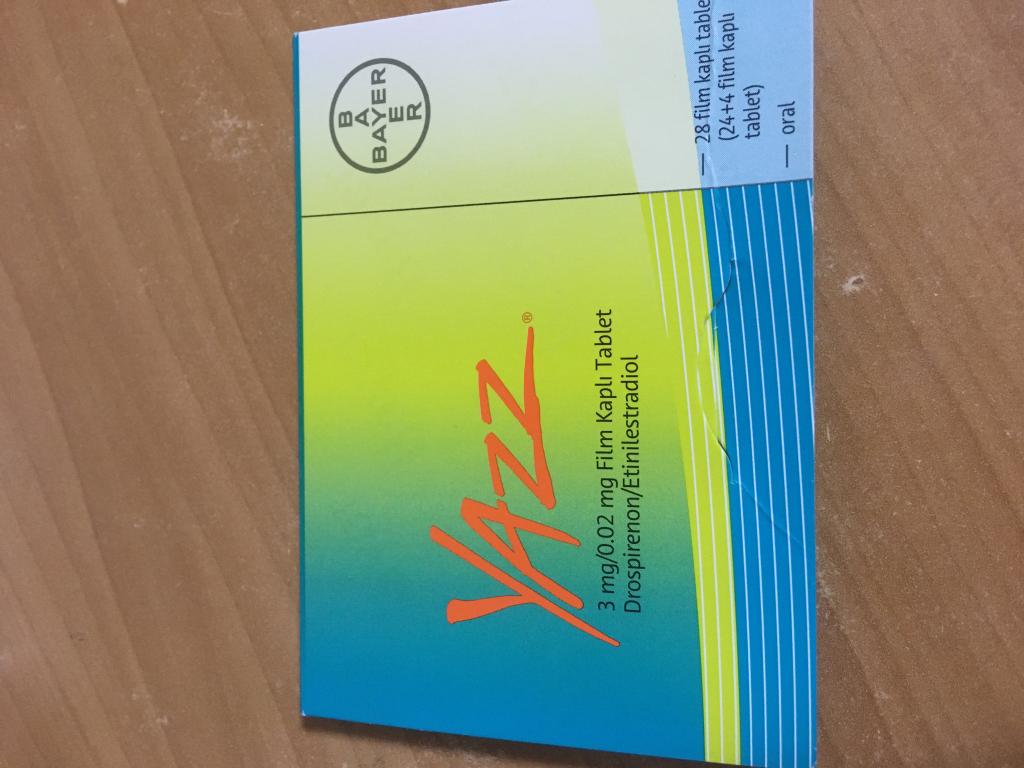 YAZZ®
3 mg/0.02 mg Film Kaplı Tablet
Drospirenon/Etinilestradiol
B
A
BAYER
E
R
— 28 film kaplı table
(24+4 film kaplı
tablet)
— oral